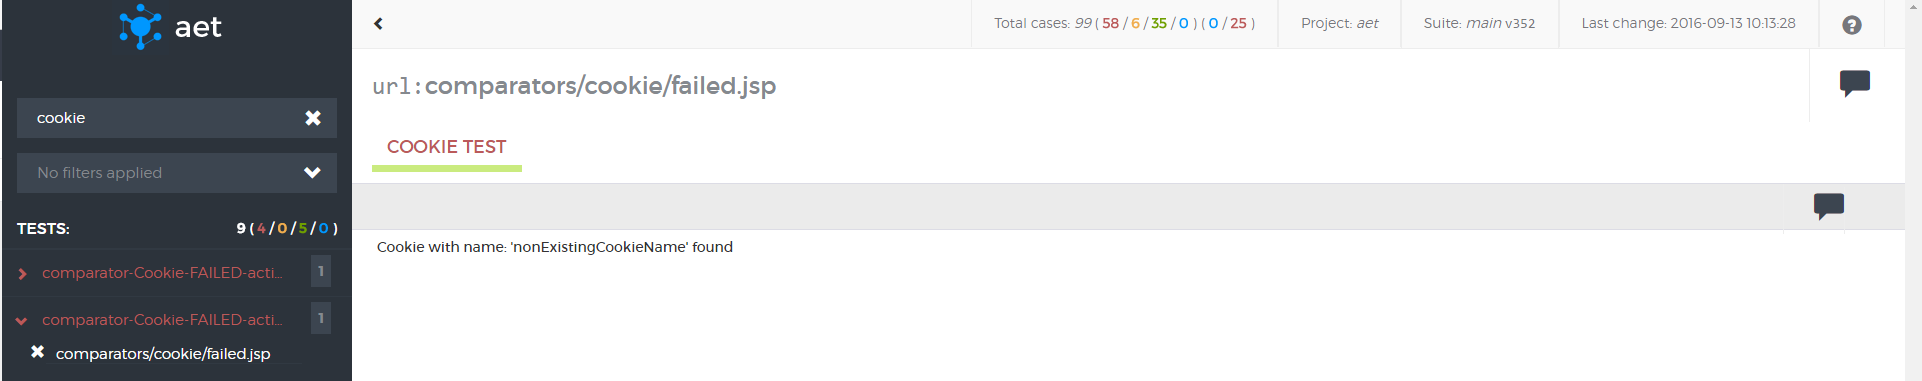 aet
cookie
No filters applied
TESTS: 9 ( 4 / 0 / 5 / 0 )
comparator-Cookie-FAILED-acti... 1
comparator-Cookie-FAILED-acti... 1
comparators/cookie/failed.jsp
Total cases: 99 ( 58 / 6 / 35 / 0 ) ( 0 / 25 ) Project: aet Suite: main v352 Last change: 2016-09-13 10:13:28 ?
url:comparators/cookie/failed.jsp
COOKIE TEST
Cookie with name: 'nonExistingCookieName' found